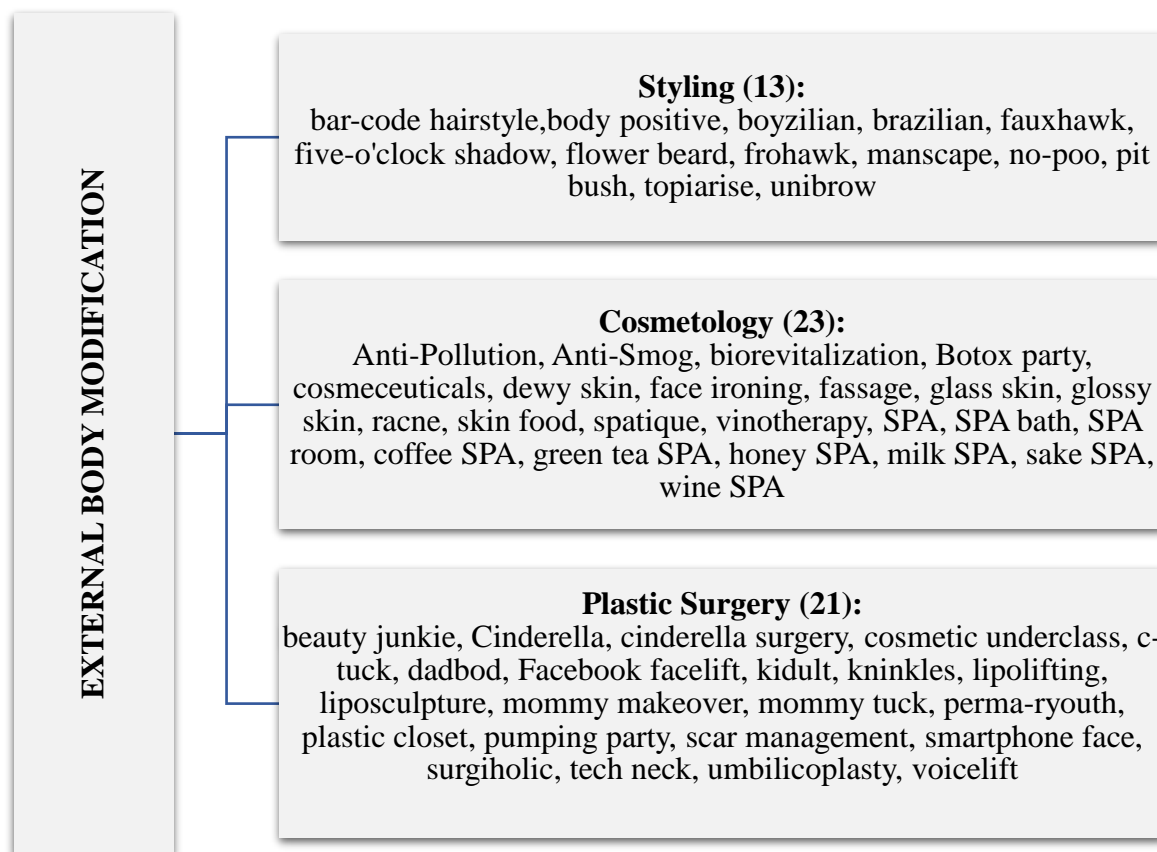 EXTERNAL BODY MODIFICATION
Styling (13):
bar-code hairstyle,body positive, boyzilian, brazilian, fauxhawk,
five-o'clock shadow, flower beard, frohawk, manscape, no-poo, pit
bush, topiarise, unibrow
Cosmetology (23):
Anti-Pollution, Anti-Smog, biorevitalization, Botox party,
cosmeceuticals, dewy skin, face ironing, fassage, glass skin, glossy
skin, racne, skin food, spatique, vinotherapy, SPA, SPA bath, SPA
room, coffee SPA, green tea SPA, honey SPA, milk SPA, sake SPA,
wine SPA
Plastic Surgery (21):
beauty junkie, Cinderella, cinderella surgery, cosmetic underclass, c-
tuck, dadbod, Facebook facelift, kidult, kninkles, lipolifting,
liposculpture, mommy makeover, mommy tuck, perma-ryouth,
plastic closet, pumping party, scar management, smartphone face,
surgiholic, tech neck, umbilicoplasty, voicelift